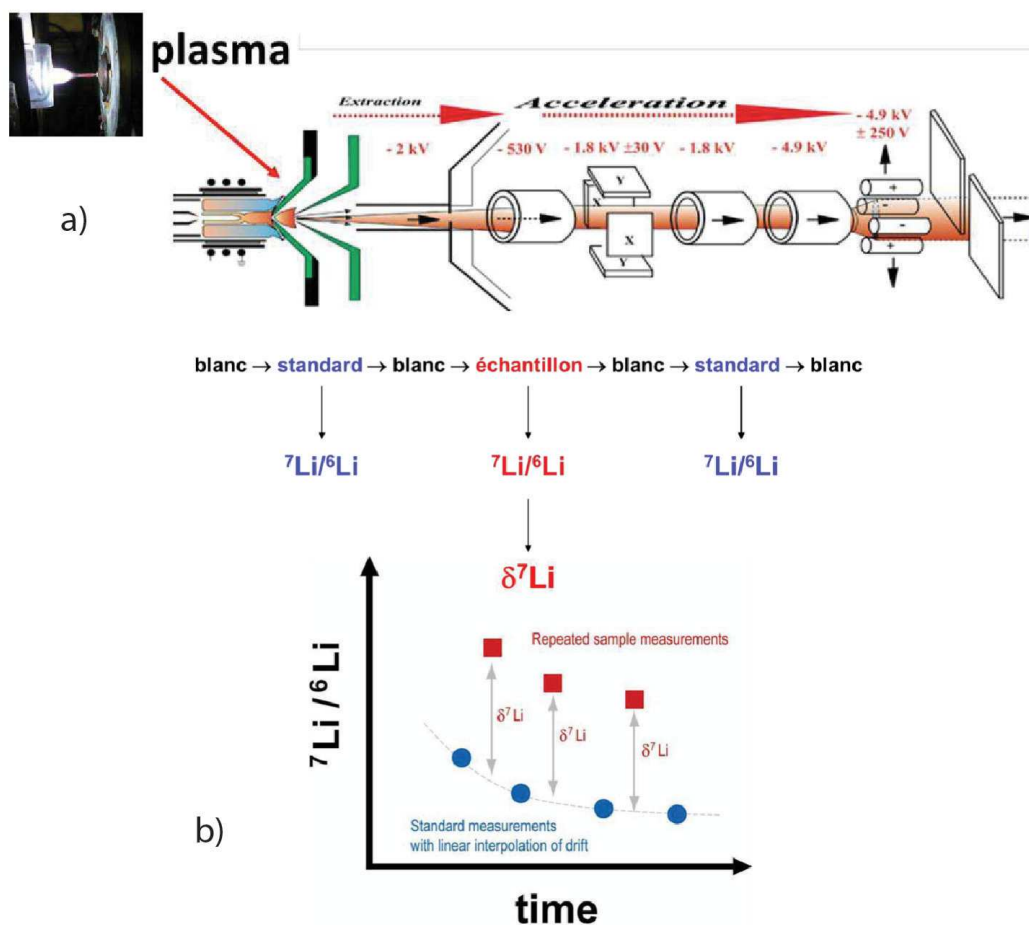 plasma
Extraction
Acceleration
- 2 kV
- 530 V
- 1.8 kV ±30 V
- 1.8 kV
- 4.9 kV
- 4.9 kV
± 250 V
Y
X
X
Y
+
-
-
+
a)
blanc → standard → blanc → échantillon → blanc → standard → blanc
⁷Li/⁶Li
⁷Li/⁶Li
⁷Li/⁶Li
δ⁷Li
⁷Li /⁶Li
Repeated sample measurements
δ⁷Li
δ⁷Li
δ⁷Li
Standard measurements
with linear interpolation of drift
b)
time